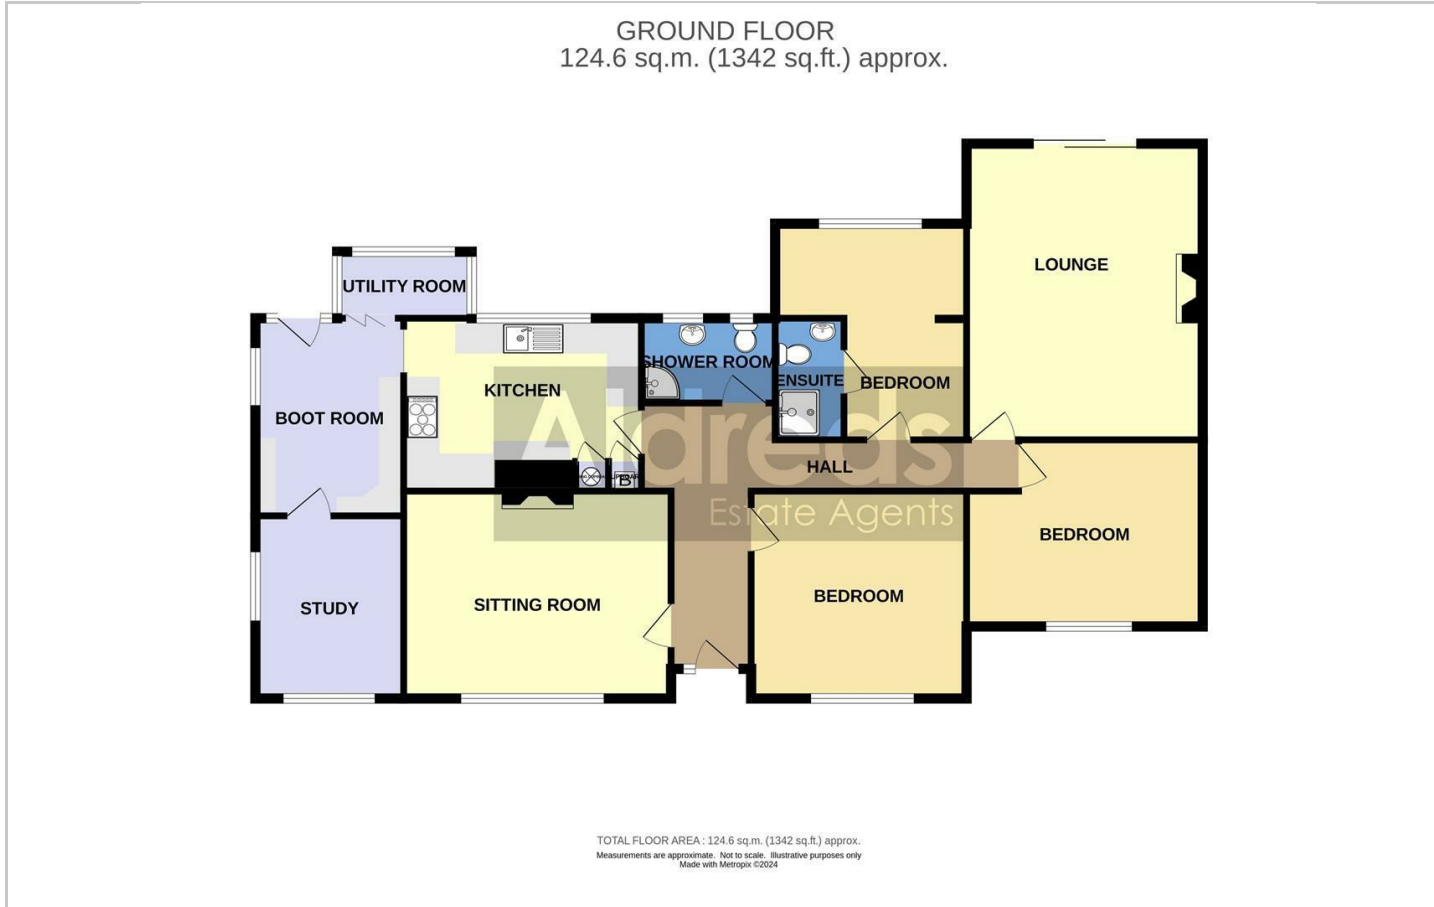 GROUND FLOOR
124.6 sq.m. (1342 sq.ft.) approx.
LOUNGE
UTILITY ROOM
SHOWER ROOM
ENSUITE
BEDROOM
KITCHEN
BOOT ROOM
Aldreds
HALL
B
Estate Agents
BEDROOM
BEDROOM
SITTING ROOM
STUDY
TOTAL FLOOR AREA : 124.6 sq.m. (1342 sq.ft.) approx.
Measurements are approximate. Not to scale. Illustrative purposes only
Made with Metropix ©2024